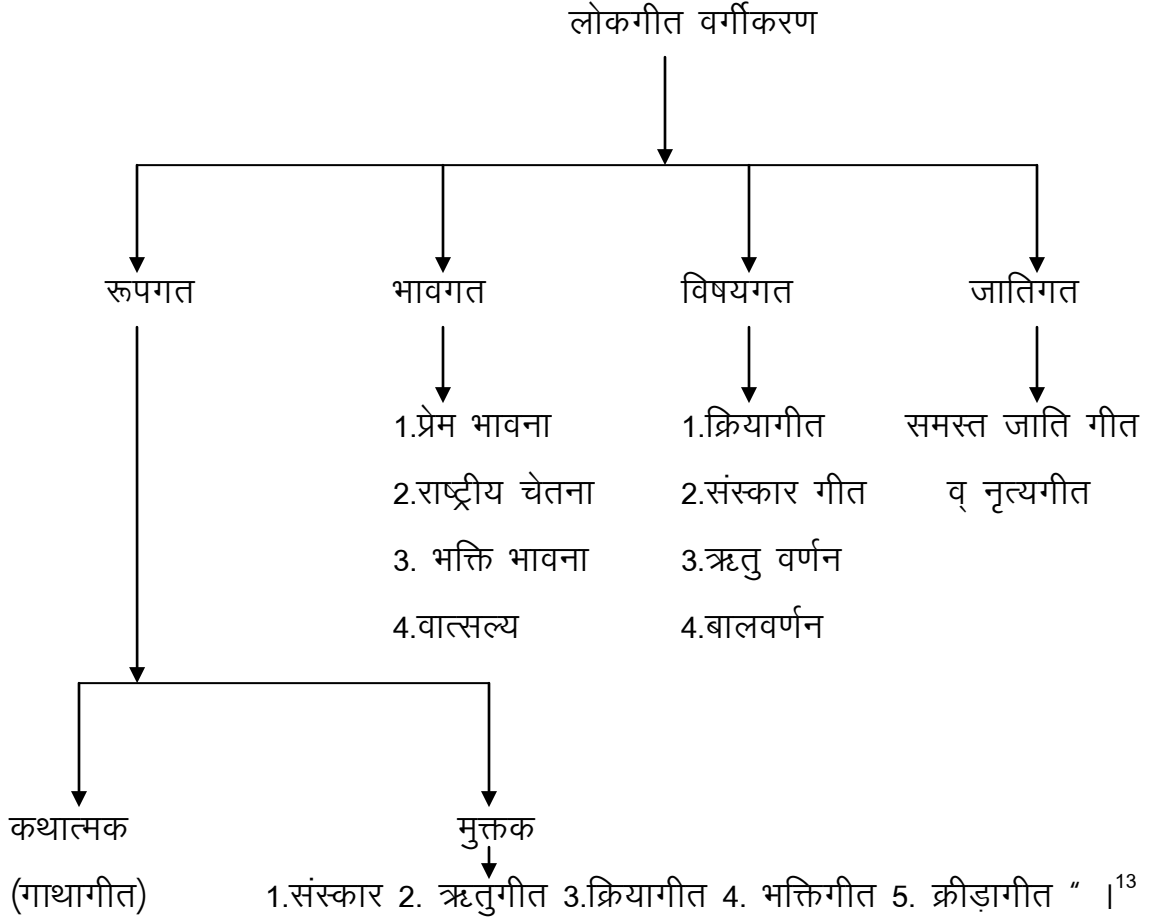 लोकगीत वर्गीकरण
रूपगत भावगत विषयगत जातिगत
1.प्रेम भावना 1.क्रियागीत समस्त जाति गीत
2.राष्ट्रीय चेतना 2.संस्कार गीत व् नृत्यगीत
3. भक्ति भावना 3.ऋतु वर्णन
4.वात्सल्य 4.बालवर्णन
कथात्मक मुक्तक
(गाथागीत) 1.संस्कार 2. ऋतुगीत 3.क्रियागीत 4. भक्तिगीत 5. क्रीड़ागीत “ |13